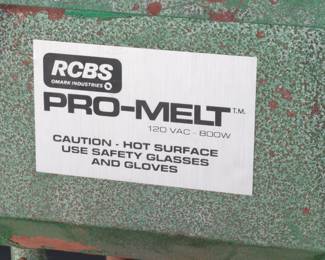 RCBS
OMARK INDUSTRIES
PRO-MELT T.M.
120 VAC - 800W
CAUTION - HOT SURFACE
USE SAFETY GLASSES
AND GLOVES